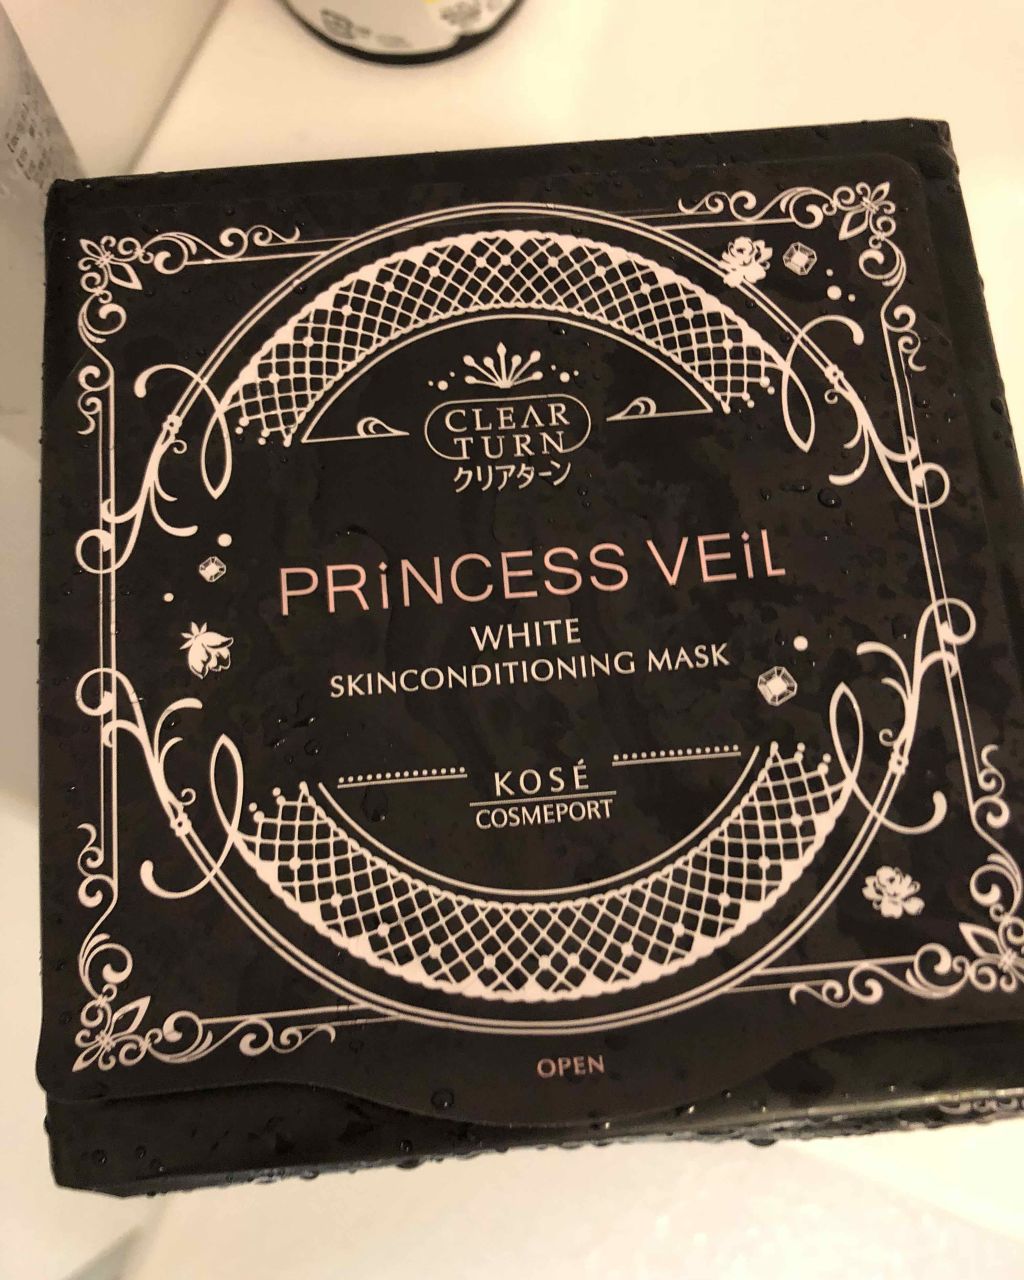 CLEAR
TURN
クリアターン
PRiNCESS VEiL
WHITE
SKINCONDITIONING MASK
KOSÉ
COSMEPORT
OPEN